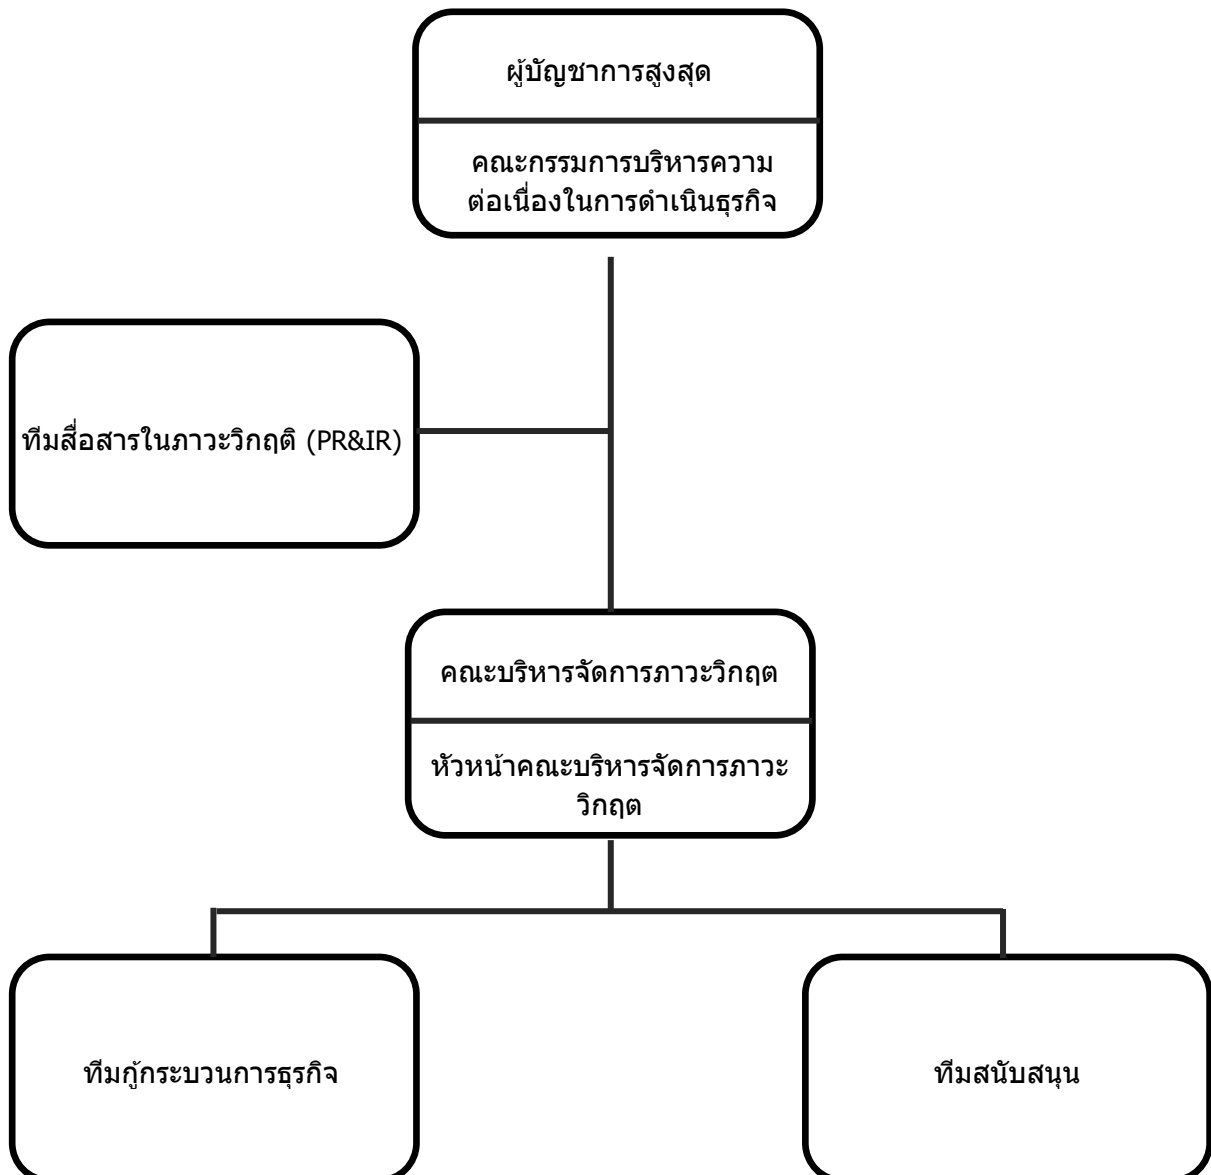 ผู้บัญชาการสูงสุด
คณะกรรมการบริหารความ
ต่อเนื่องในการดำเนินธุรกิจ
ทีมสื่อสารในภาวะวิกฤติ (PR&IR)
คณะบริหารจัดการภาวะวิกฤต
หัวหน้าคณะบริหารจัดการภาวะ
วิกฤต
ทีมกู้กระบวนการธุรกิจ
ทีมสนับสนุน